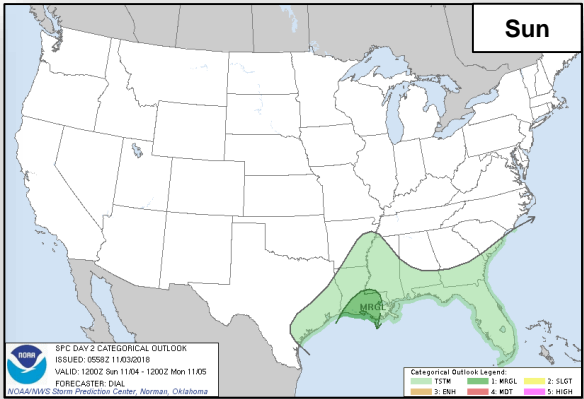 Sun
MRGL
NOAA
SPC DAY 2 CATEGORICAL OUTLOOK
ISSUED: 0558Z 11/03/2018
VALID: 1200Z Sun 11/04 - 1200Z Mon 11/05
FORECASTER: DIAL
NOAA/NWS Storm Prediction Center, Norman, Oklahoma
Categorical Outlook Legend:
TSTM 1: MRGL 2: SLGT
3: ENH 4: MDT 5: HIGH